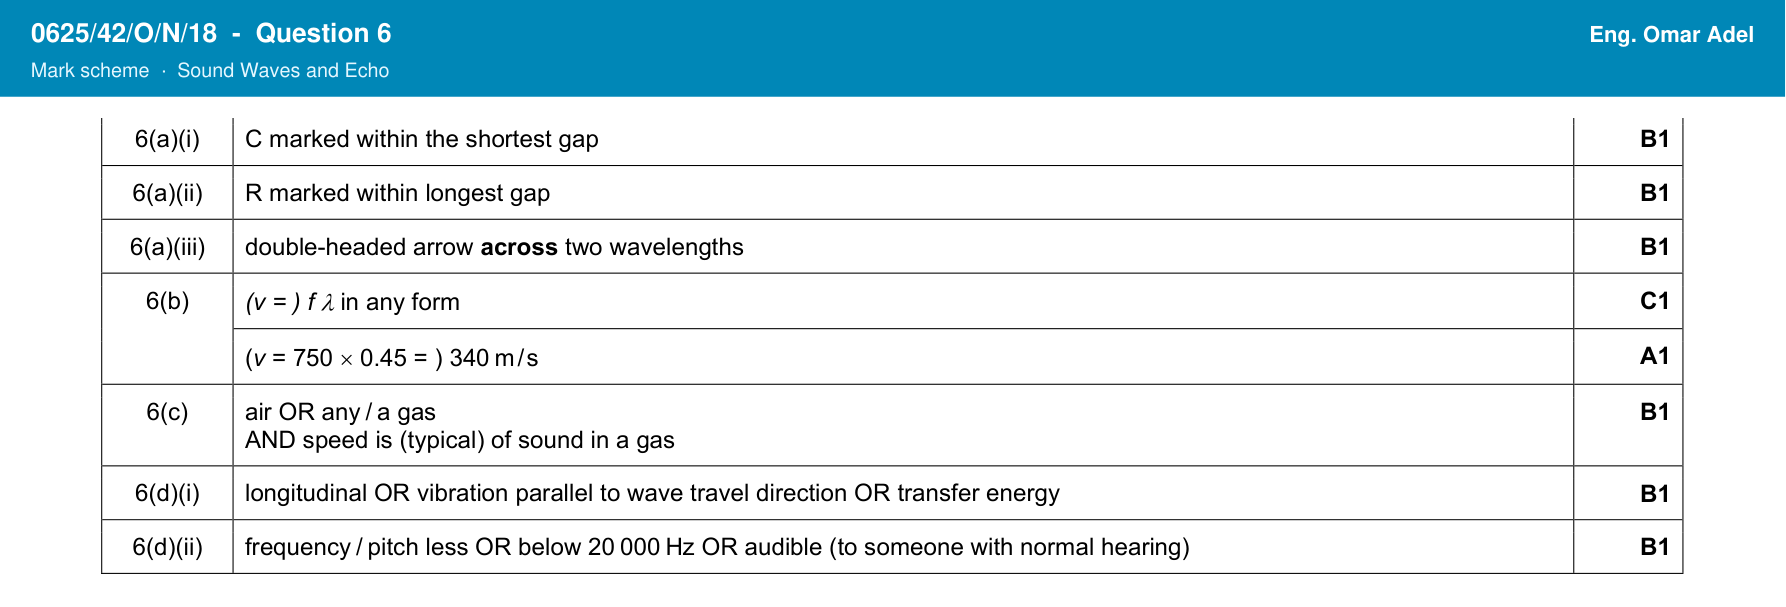 0625/42/O/N/18 - Question 6
Eng. Omar Adel
Mark scheme · Sound Waves and Echo
6(a)(i) C marked within the shortest gap B1
6(a)(ii) R marked within longest gap B1
6(a)(iii) double-headed arrow across two wavelengths B1
6(b) (v = ) f λ in any form C1
(v = 750 × 0.45 = ) 340 m/s A1
6(c) air OR any / a gas B1
AND speed is (typical) of sound in a gas
6(d)(i) longitudinal OR vibration parallel to wave travel direction OR transfer energy B1
6(d)(ii) frequency / pitch less OR below 20 000 Hz OR audible (to someone with normal hearing) B1